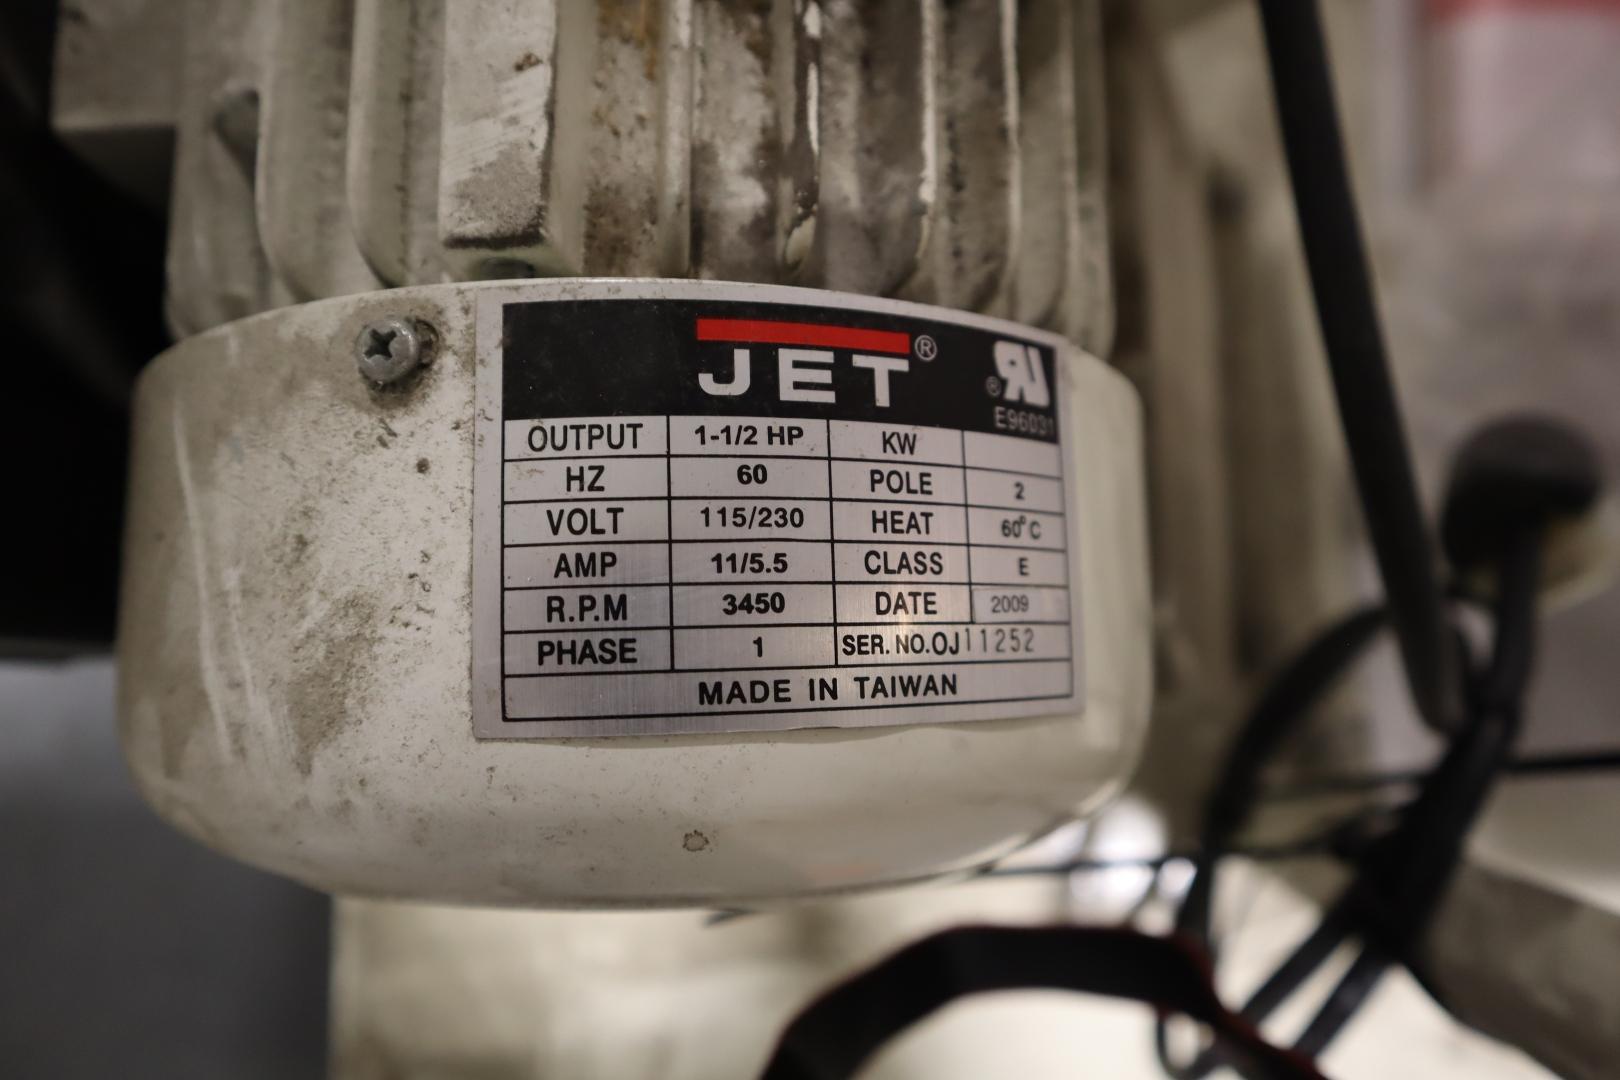 JET®
® RU
E96031
OUTPUT 1-1/2 HP KW
HZ 60 POLE 2
VOLT 115/230 HEAT 60°C
AMP 11/5.5 CLASS E
R.P.M 3450 DATE 2009
PHASE 1 SER. NO.OJ11252
MADE IN TAIWAN